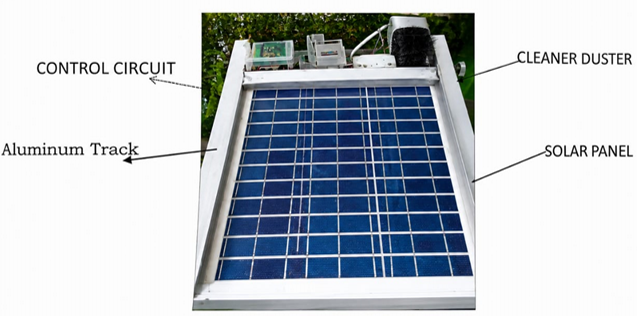 CLEANER DUSTER
CONTROL CIRCUIT
Aluminum Track
SOLAR PANEL